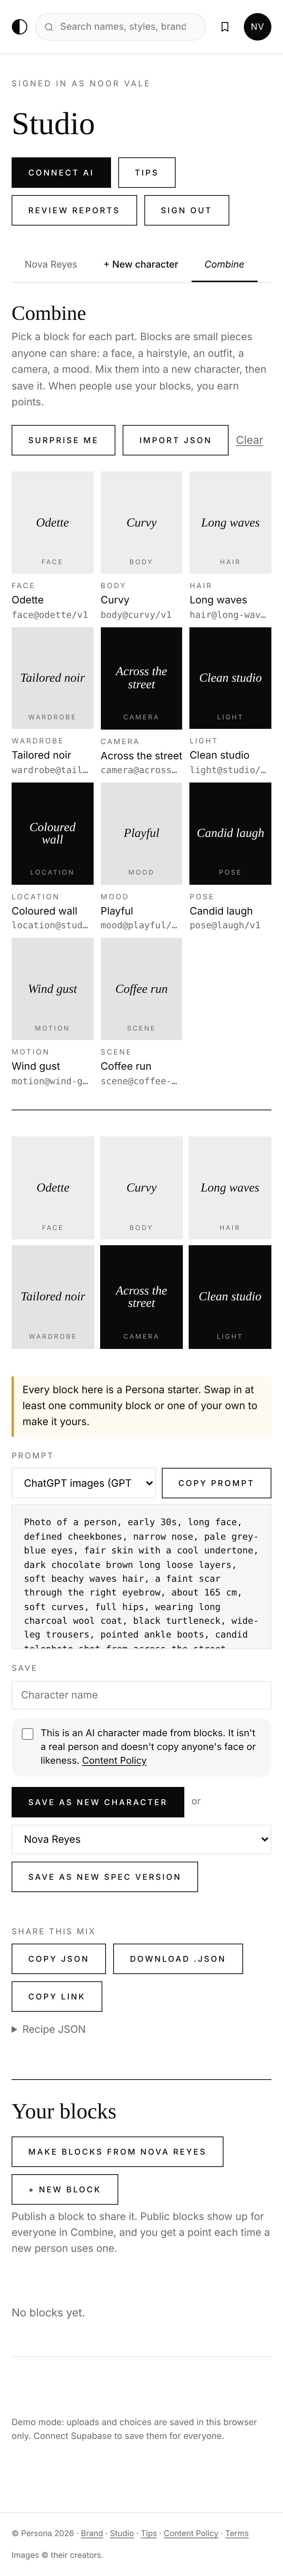 Search names, styles, brand
NV
SIGNED IN AS NOOR VALE
Studio
CONNECT AI
TIPS
REVIEW REPORTS
SIGN OUT
Nova Reyes
+ New character
Combine
Combine
Pick a block for each part. Blocks are small pieces
anyone can share: a face, a hairstyle, an outfit, a
camera, a mood. Mix them into a new character, then
save it. When people use your blocks, you earn
points.
SURPRISE ME
IMPORT JSON
Clear
Odette
FACE
Curvy
BODY
Long waves
HAIR
FACE
Odette
face@odette/v1
BODY
Curvy
body@curvy/v1
HAIR
Long waves
hair@long-wav…
Tailored noir
WARDROBE
Across the
street
CAMERA
Clean studio
LIGHT
WARDROBE
Tailored noir
wardrobe@tail…
CAMERA
Across the street
camera@across…
LIGHT
Clean studio
light@studio/…
Coloured
wall
LOCATION
Playful
MOOD
Candid laugh
POSE
LOCATION
Coloured wall
location@stud…
MOOD
Playful
mood@playful/…
POSE
Candid laugh
pose@laugh/v1
Wind gust
MOTION
Coffee run
SCENE
MOTION
Wind gust
motion@wind-g…
SCENE
Coffee run
scene@coffee-…
Odette
FACE
Curvy
BODY
Long waves
HAIR
Tailored noir
WARDROBE
Across the
street
CAMERA
Clean studio
LIGHT
Every block here is a Persona starter. Swap in at
least one community block or one of your own to
make it yours.
PROMPT
ChatGPT images (GPT
COPY PROMPT
Photo of a person, early 30s, long face,
defined cheekbones, narrow nose, pale grey-
blue eyes, fair skin with a cool undertone,
dark chocolate brown long loose layers,
soft beachy waves hair, a faint scar
through the right eyebrow, about 165 cm,
soft curves, full hips, wearing long
charcoal wool coat, black turtleneck, wide-
leg trousers, pointed ankle boots, candid
telephoto shot from across the street
SAVE
Character name
This is an AI character made from blocks. It isn't
a real person and doesn't copy anyone's face or
likeness. Content Policy
SAVE AS NEW CHARACTER
or
Nova Reyes
SAVE AS NEW SPEC VERSION
SHARE THIS MIX
COPY JSON
DOWNLOAD .JSON
COPY LINK
Recipe JSON
Your blocks
MAKE BLOCKS FROM NOVA REYES
+ NEW BLOCK
Publish a block to share it. Public blocks show up for
everyone in Combine, and you get a point each time a
new person uses one.
No blocks yet.
Demo mode: uploads and choices are saved in this browser
only. Connect Supabase to save them for everyone.
© Persona 2026 · Brand · Studio · Tips · Content Policy · Terms
Images © their creators.